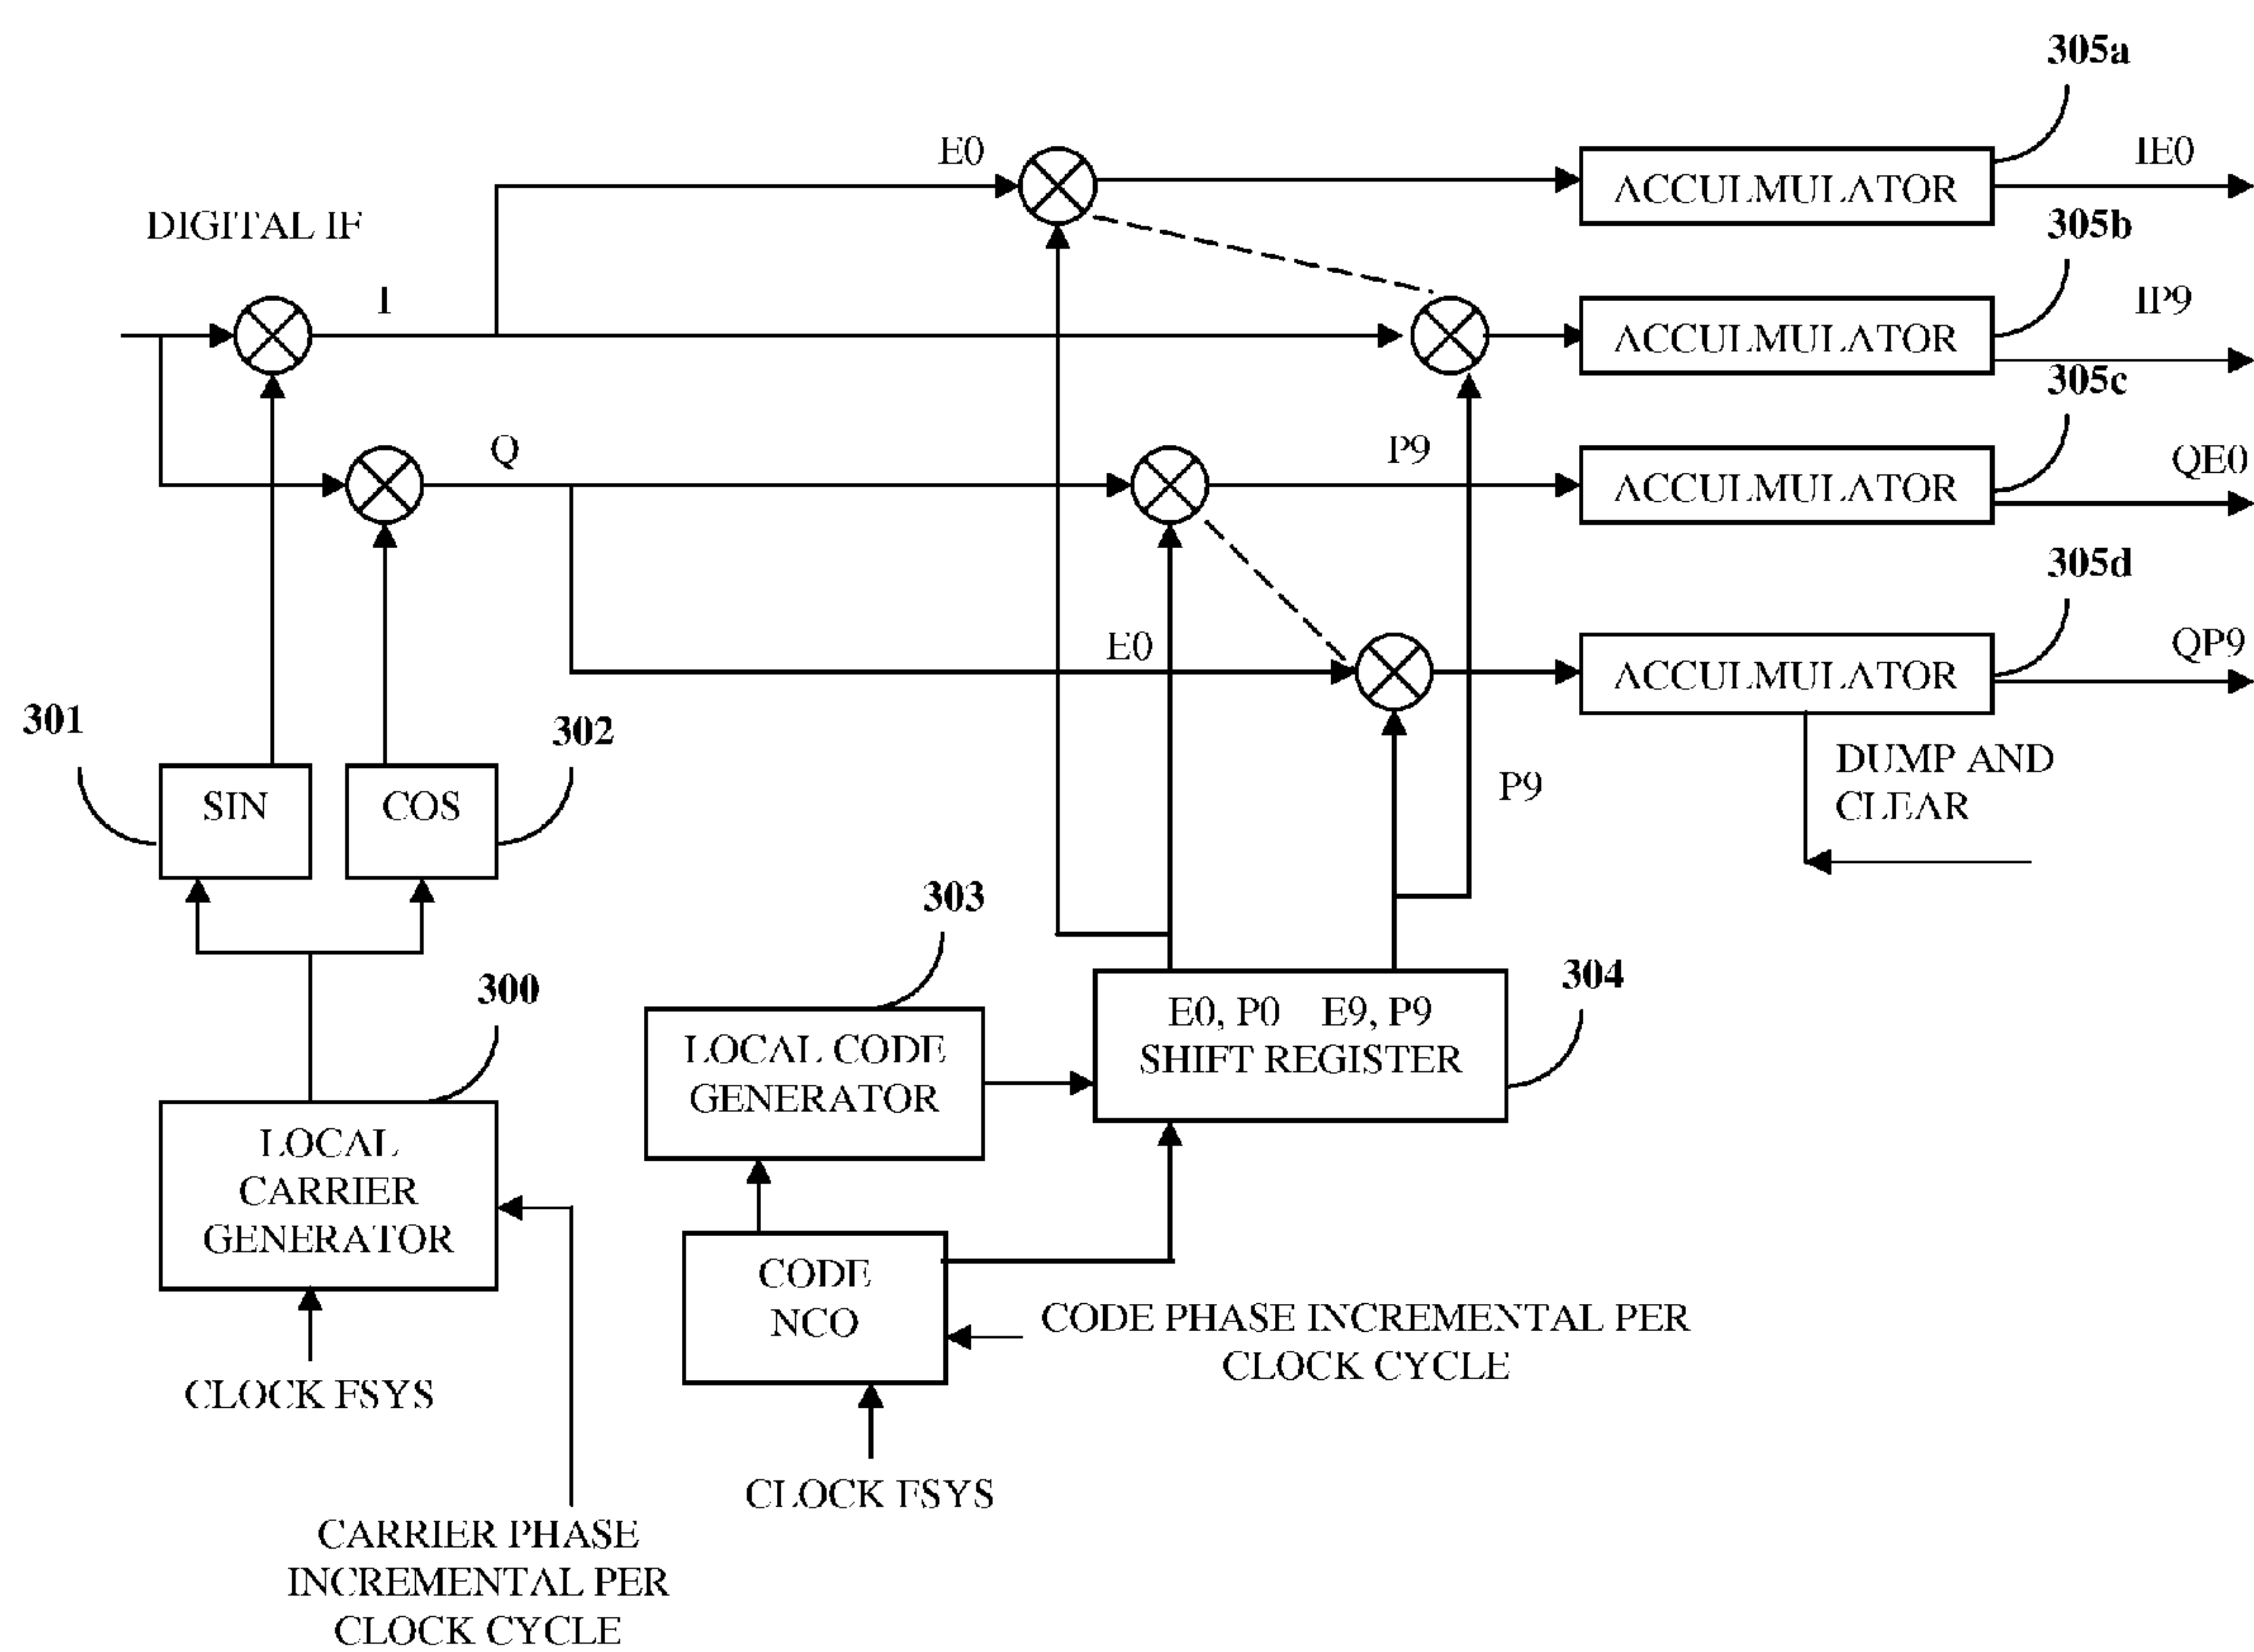 305a
E0
IE0
ACCULMULATOR
DIGITAL IF
305b
I
IP9
ACCULMULATOR
305c
Q
P9
QE0
ACCULMULATOR
305d
E0
QP9
ACCULMULATOR
301
302
DUMP AND
CLEAR
P9
SIN
COS
303
304
300
E0, P0 E9, P9
SHIFT REGISTER
LOCAL CODE
GENERATOR
LOCAL
CARRIER
GENERATOR
CODE
NCO
CODE PHASE INCREMENTAL PER
CLOCK CYCLE
CLOCK FSYS
CLOCK FSYS
CARRIER PHASE
INCREMENTAL PER
CLOCK CYCLE